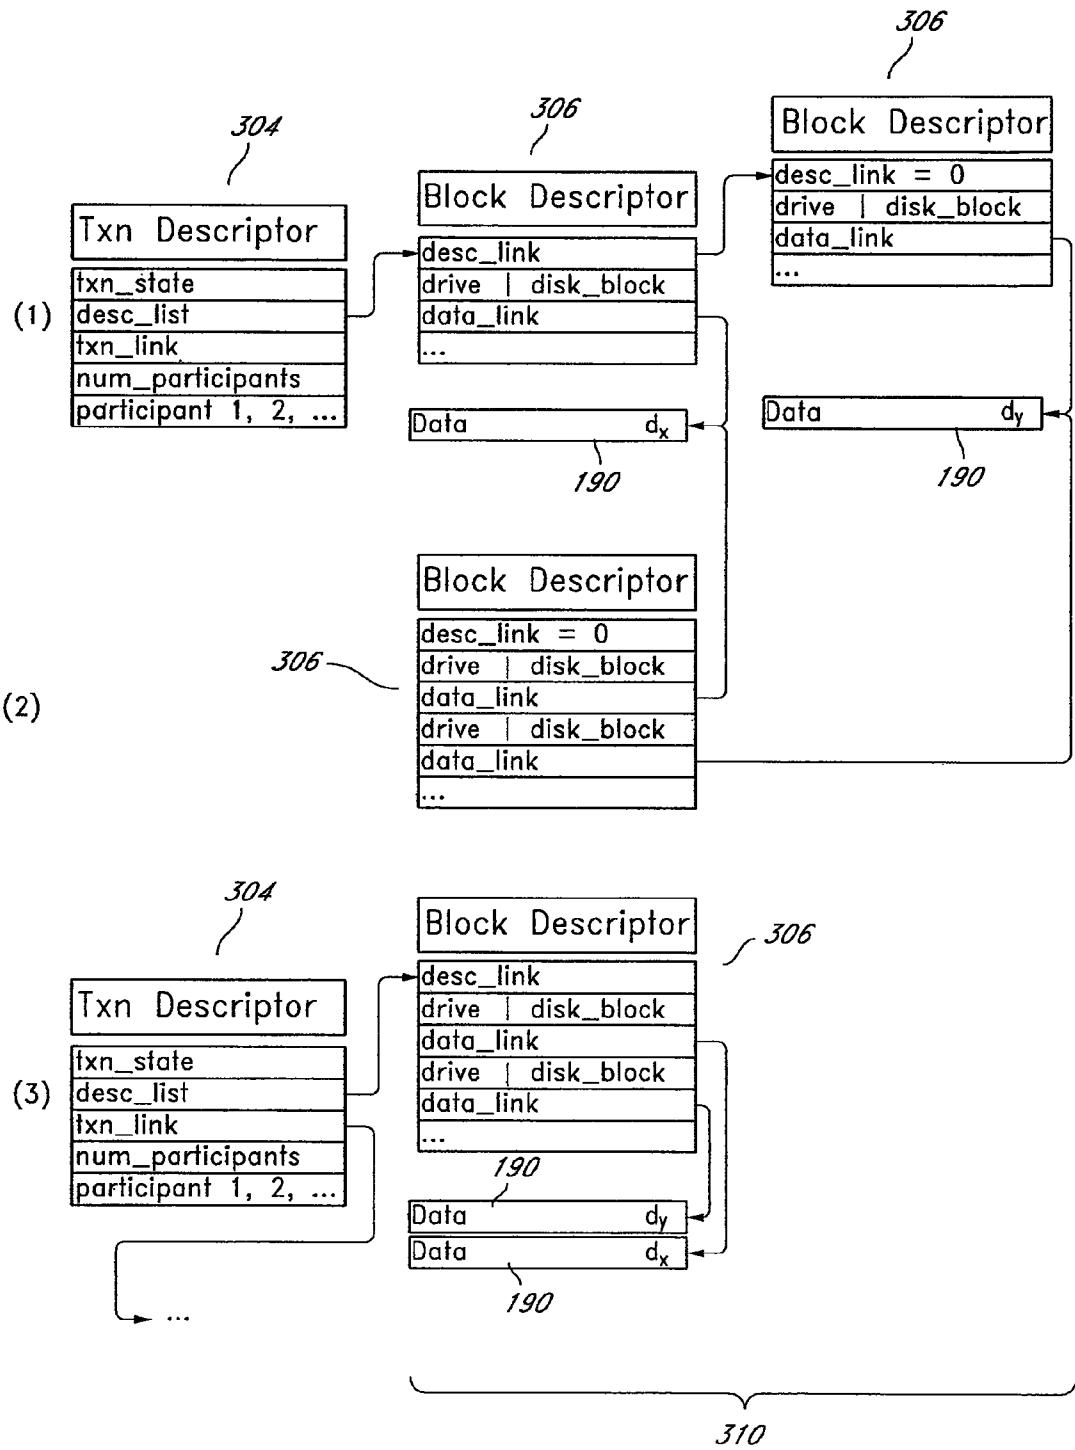 306
306
304
Block Descriptor
desc_link = 0
drive | disk_block
data_link
...
Block Descriptor
desc_link
drive | disk_block
data_link
...
Txn Descriptor
(1)
txn_state
desc_list
txn_link
num_participants
participant 1, 2, ...
Data dx
190
Data dy
190
(2)
306
Block Descriptor
desc_link = 0
drive | disk_block
data_link
drive | disk_block
data_link
...
304
(3)
Txn Descriptor
txn_state
desc_list
txn_link
num_participants
participant 1, 2, ...
...
Block Descriptor
306
desc_link
drive | disk_block
data_link
drive | disk_block
data_link
...
190
Data dy
Data dx
190
310